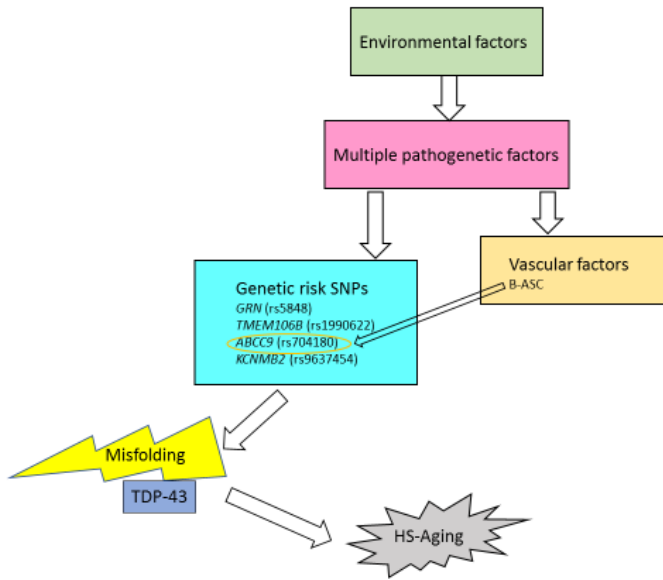 Environmental factors
Multiple pathogenetic factors
Vascular factors
B-ASC
Genetic risk SNPs
GRN (rs5848)
TMEM106B (rs1990622)
ABCC9 (rs704180)
KCNMB2 (rs9637454)
Misfolding
TDP-43
HS-Aging